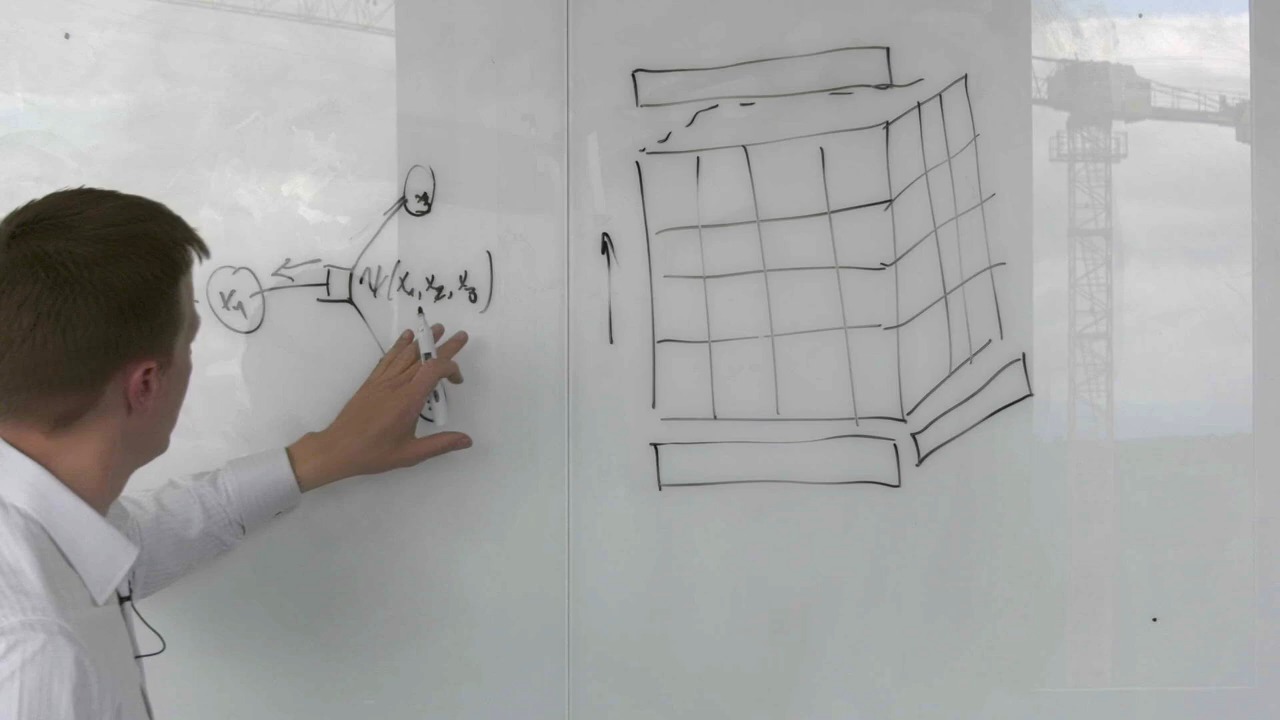 x₃
x₁
ψ(x₁, x₂, x₃)